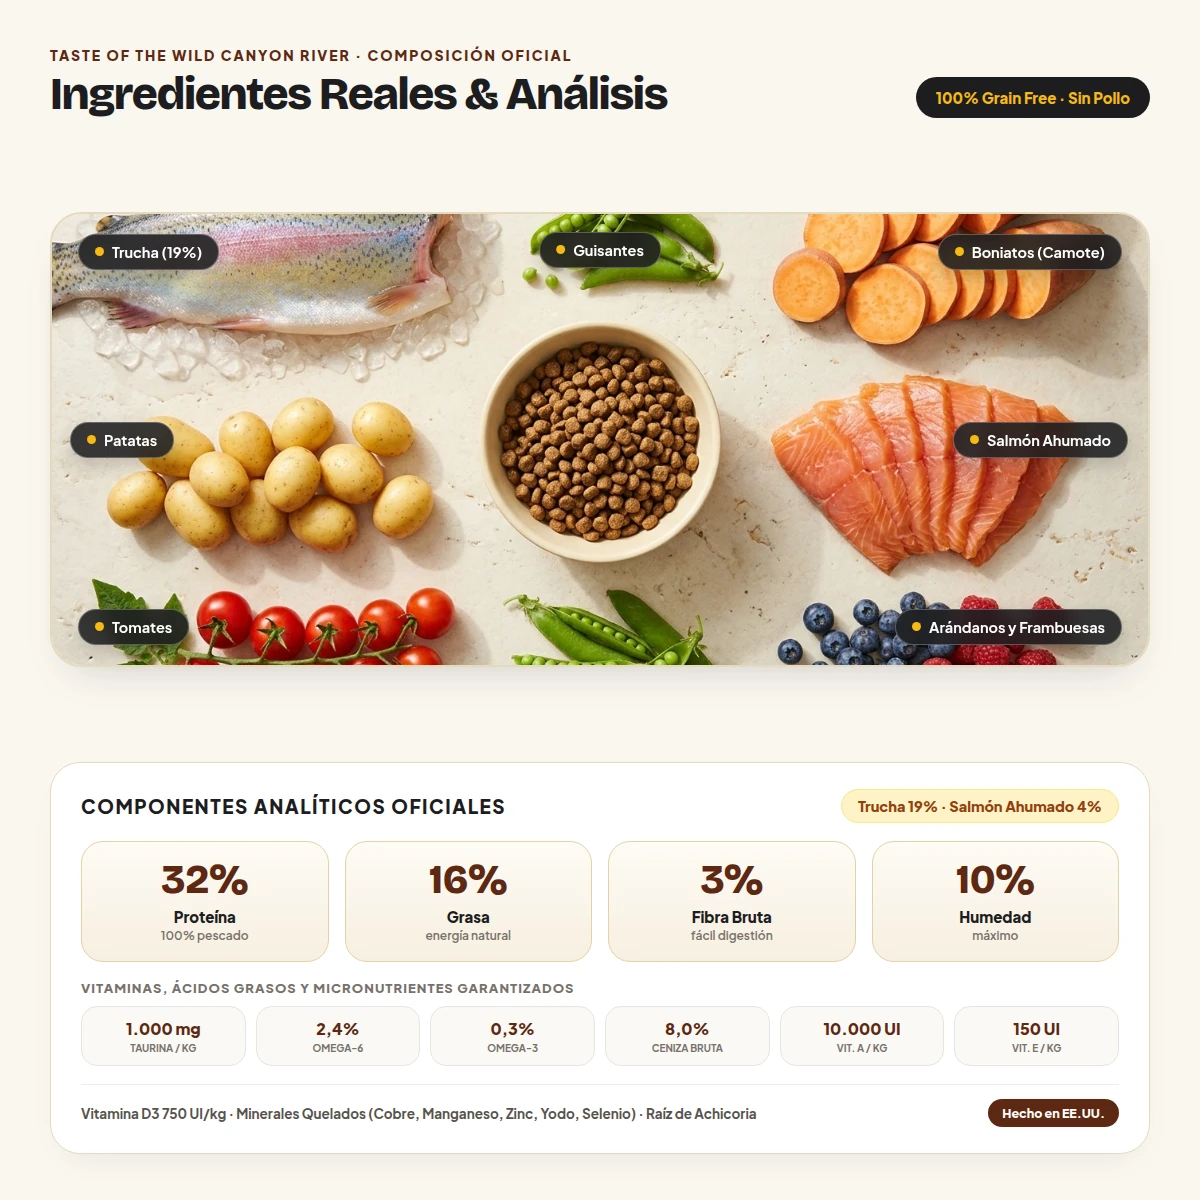 TASTE OF THE WILD CANYON RIVER · COMPOSICIÓN OFICIAL
Ingredientes Reales & Análisis
100% Grain Free · Sin Pollo
Trucha (19%)
Guisantes
Boniatos (Camote)
Patatas
Salmón Ahumado
Tomates
Arándanos y Frambuesas
COMPONENTES ANALÍTICOS OFICIALES
Trucha 19% · Salmón Ahumado 4%
32%
Proteína
100% pescado
16%
Grasa
energía natural
3%
Fibra Bruta
fácil digestión
10%
Humedad
máximo
VITAMINAS, ÁCIDOS GRASOS Y MICRONUTRIENTES GARANTIZADOS
1.000 mg
TAURINA / KG
2,4%
OMEGA-6
0,3%
OMEGA-3
8,0%
CENIZA BRUTA
10.000 UI
VIT. A / KG
150 UI
VIT. E / KG
Vitamina D3 750 UI/kg · Minerales Quelados (Cobre, Manganeso, Zinc, Yodo, Selenio) · Raíz de Achicoria
Hecho en EE.UU.